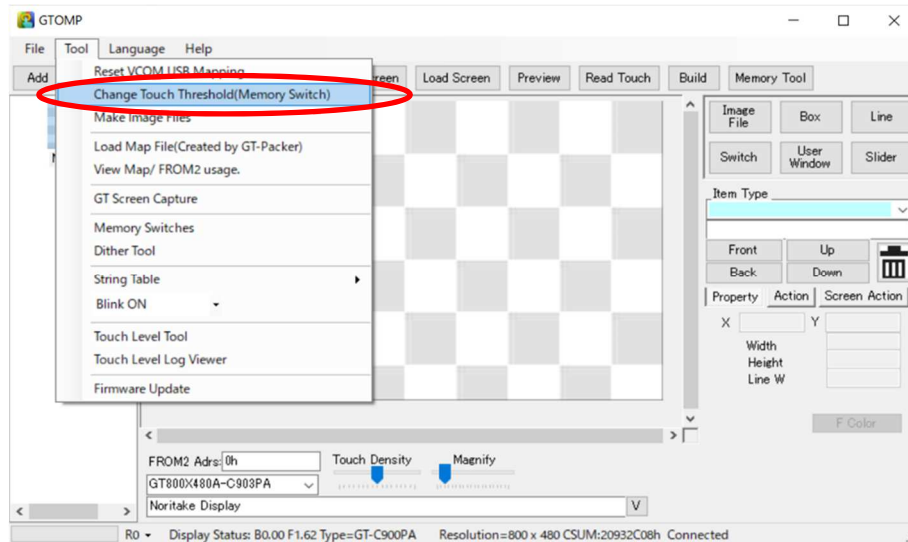 GTOMP
File Tool Language Help
Add Screen Load Screen Preview Read Touch Build Memory Tool
Reset VCOM USB Mapping
Change Touch Threshold(Memory Switch)
Make Image Files
Load Map File(Created by GT-Packer)
View Map/ FROM2 usage.
GT Screen Capture
Memory Switches
Dither Tool
String Table
Blink ON
Touch Level Tool
Touch Level Log Viewer
Firmware Update
Image File Box Line
Switch User Window Slider
Item Type
Front Up
Back Down
Property Action Screen Action
X Y
Width
Height
Line W
F Color
FROM2 Adrs: 0h Touch Density Magnify
GT800X480A-C903PA
Noritake Display V
R0 Display Status: B0.00 F1.62 Type=GT-C900PA Resolution=800 x 480 CSUM:20932C08h Connected